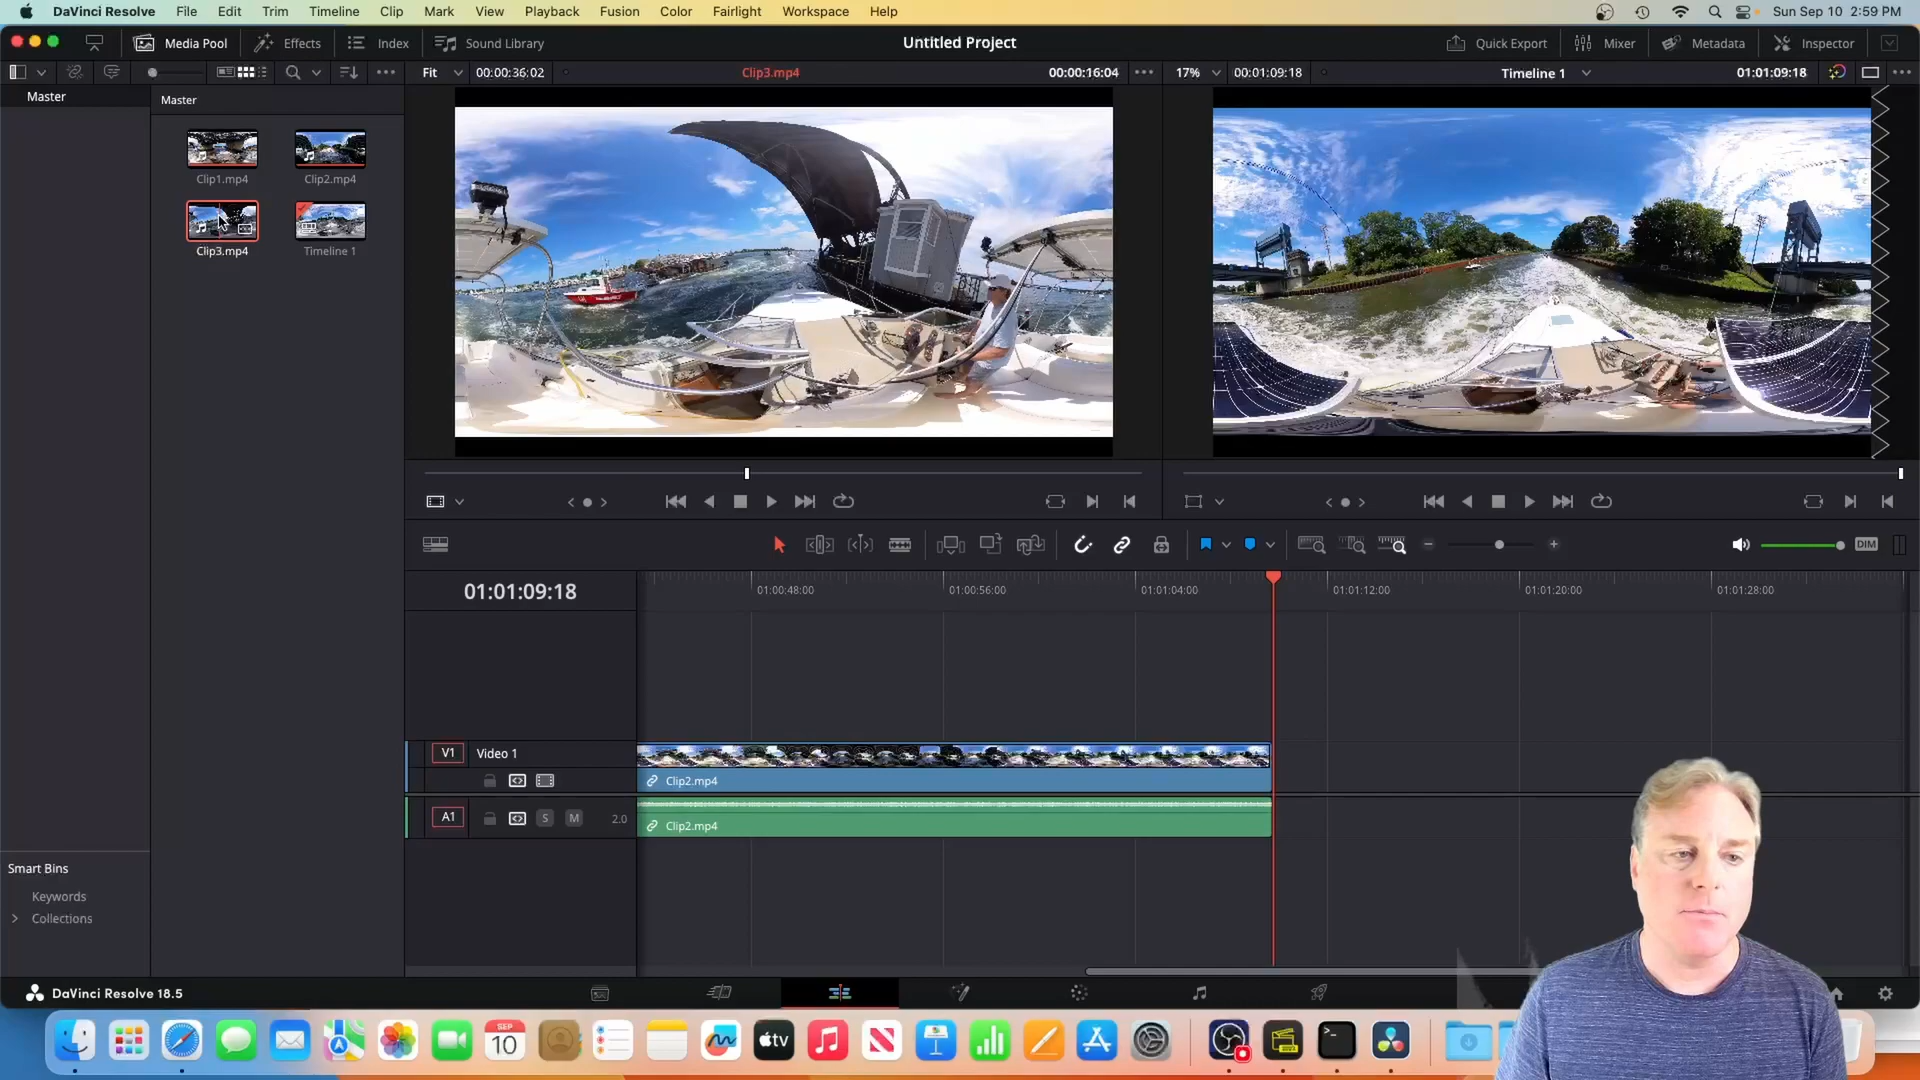 DaVinci Resolve File Edit Trim Timeline Clip Mark View Playback Fusion Color Fairlight Workspace Help Sun Sep 10 2:59 PM
Media Pool Effects Index Sound Library Untitled Project Quick Export Mixer Metadata Inspector
Fit 00:00:36:02 Clip3.mp4 00:00:16:04 17% 00:01:09:18 Timeline 1 01:01:09:18
Master Master
Clip1.mp4 Clip2.mp4
Clip3.mp4 Timeline 1
DIM
01:01:09:18 01:00:48:00 01:00:56:00 01:01:04:00 01:01:12:00 01:01:20:00 01:01:28:00
V1 Video 1
Clip2.mp4
A1 S M 2.0
Clip2.mp4
Smart Bins
Keywords
Collections
DaVinci Resolve 18.5
SEP
10
tv